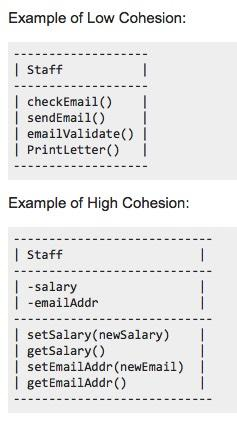 Example of Low Cohesion:
-------------------
| Staff           |
-------------------
| checkEmail()    |
| sendEmail()     |
| emailValidate() |
| PrintLetter()   |
-------------------
Example of High Cohesion:
----------------------------
| Staff                    |
----------------------------
| -salary                  |
| -emailAddr               |
----------------------------
| setSalary(newSalary)     |
| getSalary()              |
| setEmailAddr(newEmail)   |
| getEmailAddr()           |
----------------------------